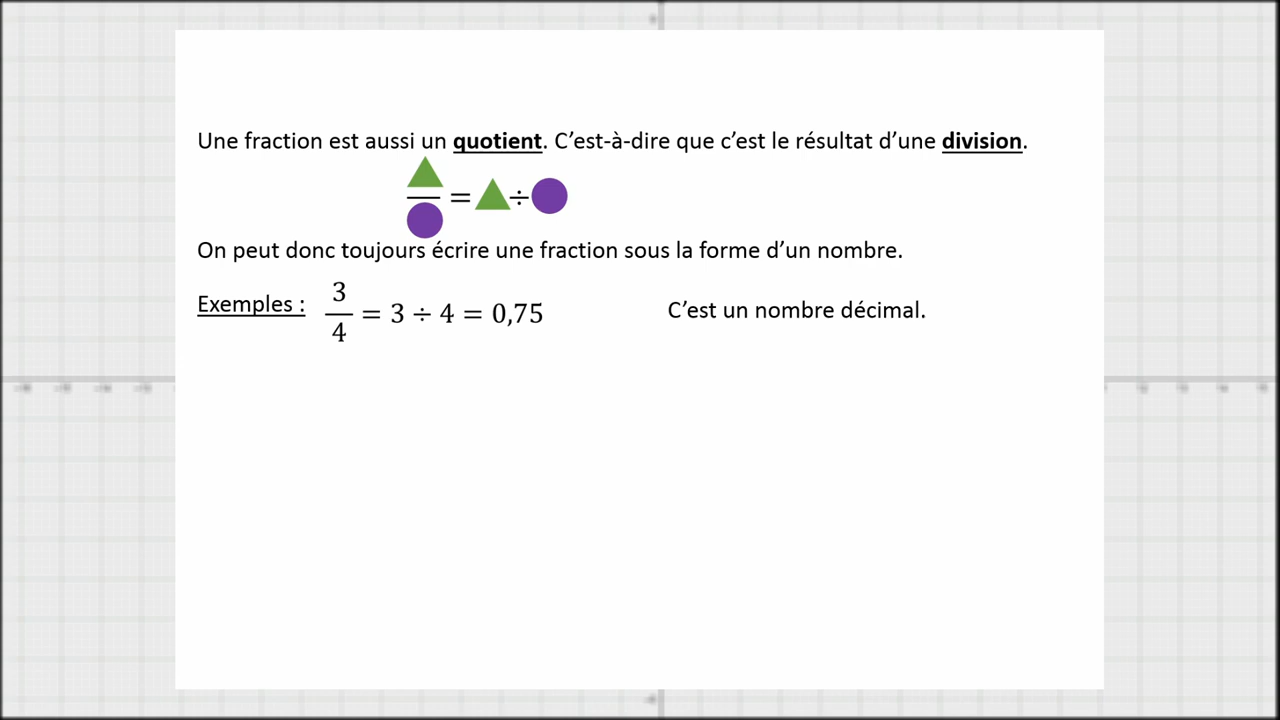 Une fraction est aussi un quotient. C’est-à-dire que c’est le résultat d’une division.
= ÷
On peut donc toujours écrire une fraction sous la forme d’un nombre.
Exemples : 3/4 = 3 ÷ 4 = 0,75 C’est un nombre décimal.